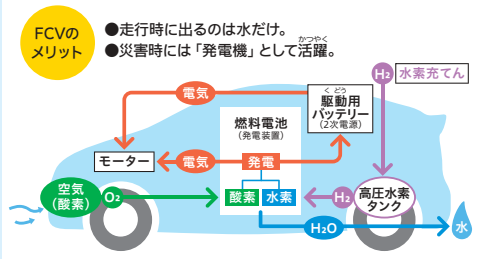 FCVの
メリット
●走行時に出るのは水だけ。
●災害時には「発電機」として活躍。
かつやく
H2
水素充てん
電気
くどう
駆動用
バッテリー
(2次電源)
燃料電池
(発電装置)
モーター
電気
発電
空気
(酸素)
O2
酸素
水素
H2
高圧水素
タンク
H2O
水